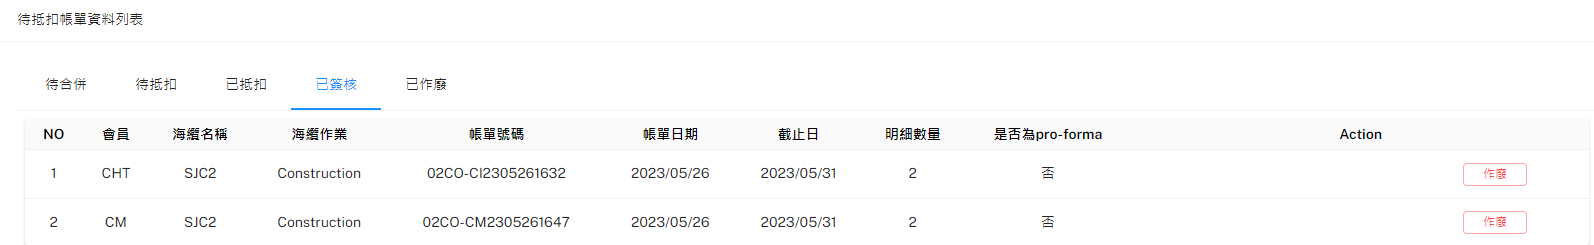 待抵扣帳單資料列表
待合併 待抵扣 已抵扣 已簽核 已作廢
NO 會員 海纜名稱 海纜作業 帳單號碼 帳單日期 截止日 明細數量 是否為pro-forma Action
1 CHT SJC2 Construction 02CO-CI2305261632 2023/05/26 2023/05/31 2 否 作廢
2 CM SJC2 Construction 02CO-CM2305261647 2023/05/26 2023/05/31 2 否 作廢